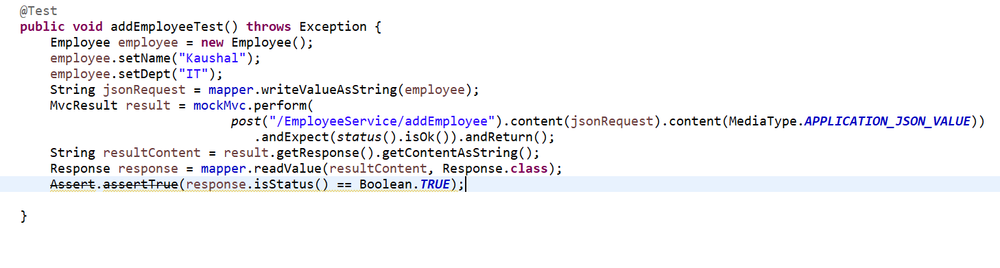 @Test
public void addEmployeeTest() throws Exception {
Employee employee = new Employee();
employee.setName("Kaushal");
employee.setDept("IT");
String jsonRequest = mapper.writeValueAsString(employee);
MvcResult result = mockMvc.perform(
post("/EmployeeService/addEmployee").content(jsonRequest).content(MediaType.APPLICATION_JSON_VALUE))
.andExpect(status().isOk()).andReturn();
String resultContent = result.getResponse().getContentAsString();
Response response = mapper.readValue(resultContent, Response.class);
Assert.assertTrue(response.isStatus() == Boolean.TRUE);
}